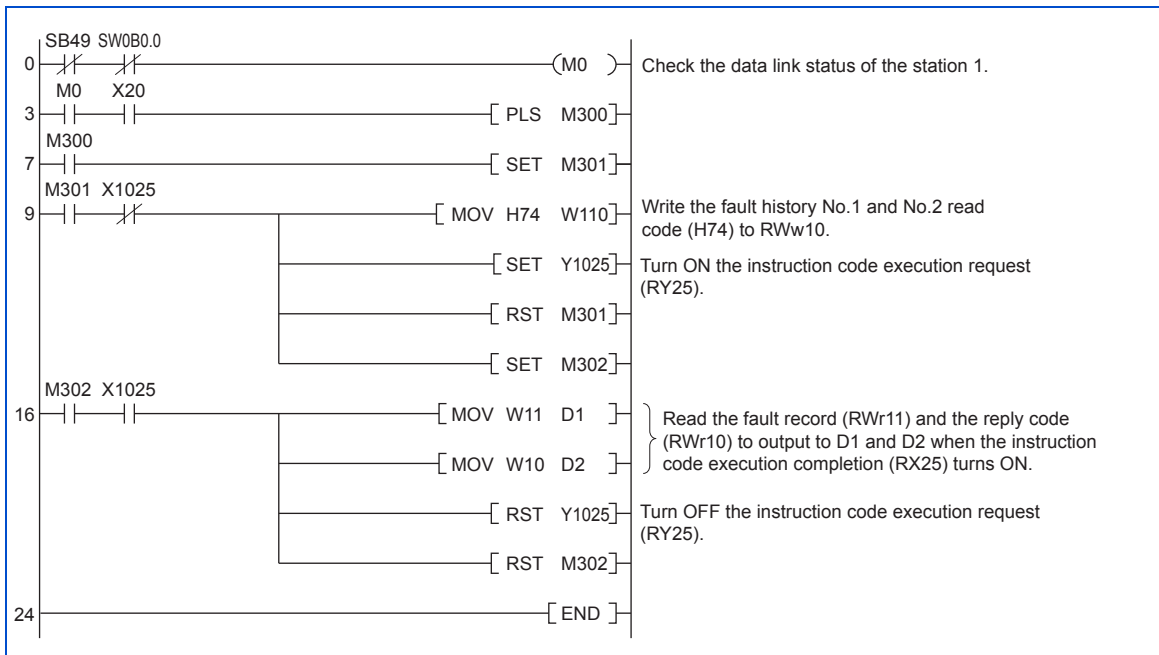 SB49 SW0B0.0
0 (M0 ) Check the data link status of the station 1.
M0 X20
3 [ PLS M300]
M300
7 [ SET M301]
M301 X1025
9 [ MOV H74 W110] Write the fault history No.1 and No.2 read
code (H74) to RWw10.
[ SET Y1025] Turn ON the instruction code execution request
(RY25).
[ RST M301]
[ SET M302]
M302 X1025
16 [ MOV W11 D1 ] Read the fault record (RWr11) and the reply code
(RWr10) to output to D1 and D2 when the instruction
[ MOV W10 D2 ] code execution completion (RX25) turns ON.
[ RST Y1025] Turn OFF the instruction code execution request
(RY25).
[ RST M302]
24 [ END ]